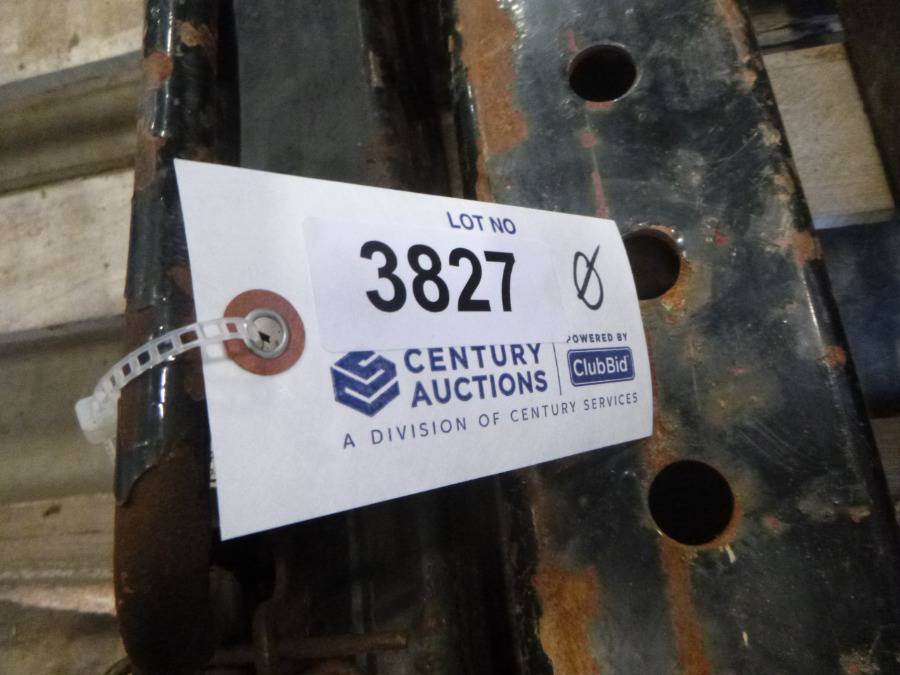 LOT NO
3827 Ø
CENTURY AUCTIONS
POWERED BY
ClubBid
A DIVISION OF CENTURY SERVICES